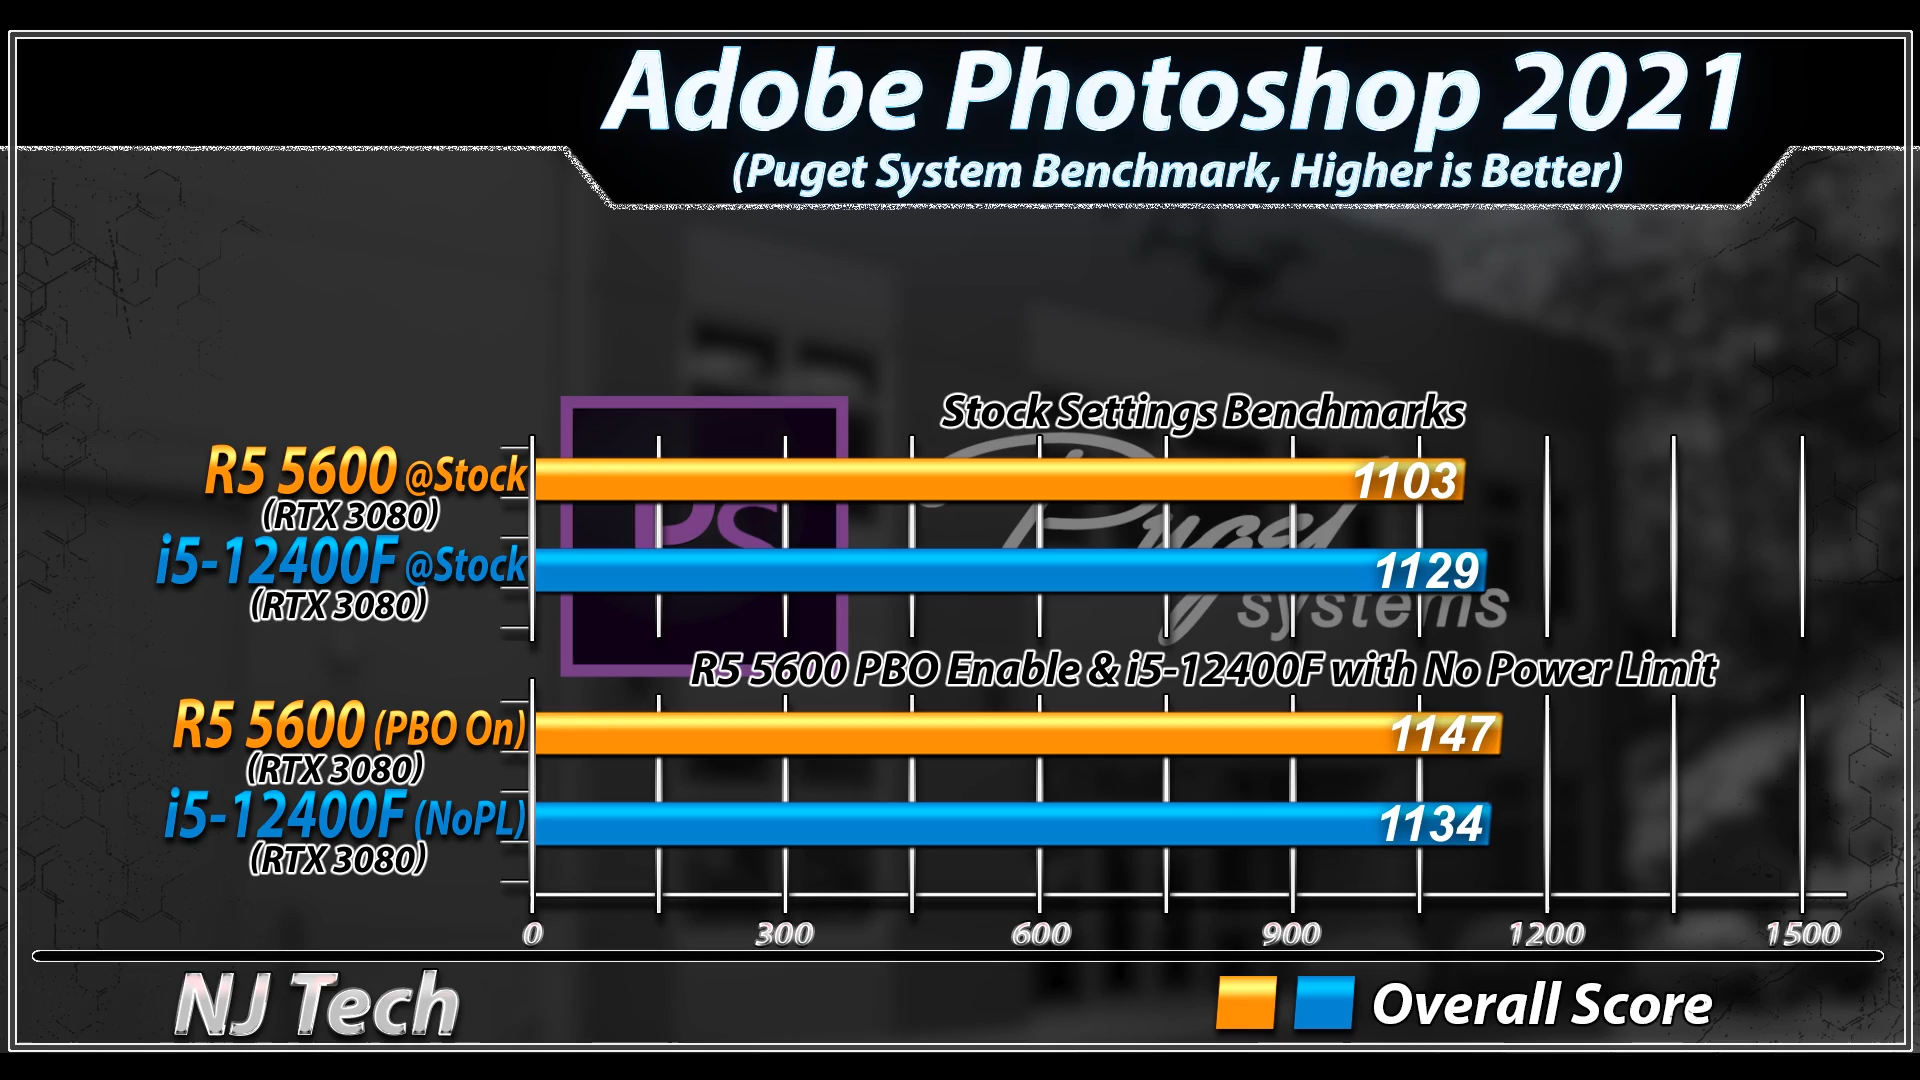 Adobe Photoshop 2021
(Puget System Benchmark, Higher is Better)
Stock Settings Benchmarks
R5 5600 @Stock
(RTX 3080)
1103
i5-12400F @Stock
(RTX 3080)
1129
Ps
Puget
systems
R5 5600 PBO Enable & i5-12400F with No Power Limit
R5 5600 (PBO On)
(RTX 3080)
1147
i5-12400F (NoPL)
(RTX 3080)
1134
0 300 600 900 1200 1500
NJ Tech
Overall Score